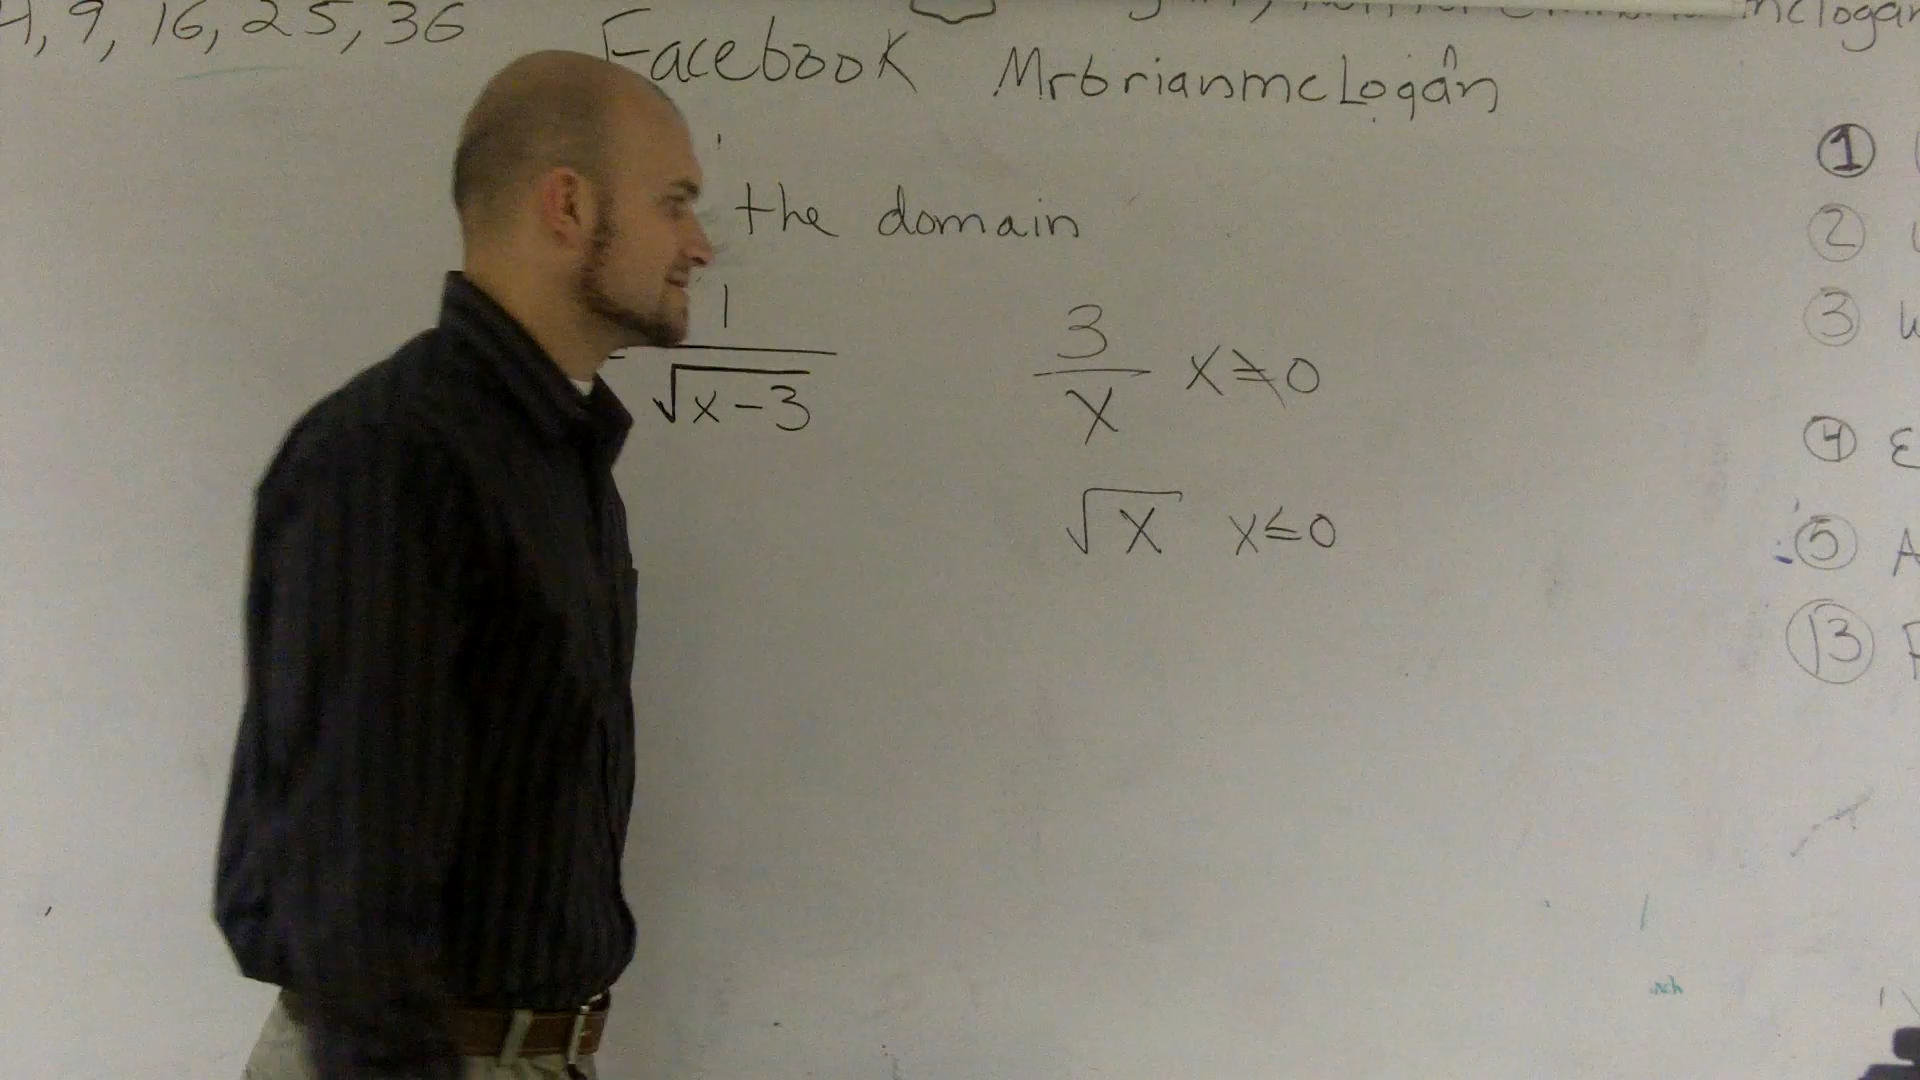 4, 9, 16, 25, 36
Facebook MrbrianmcLogan
mclogan
the domain
1
√x-3
3
x
x≠0
√x x≤0
①
②
③ W
④ E
⑤ A
⑬